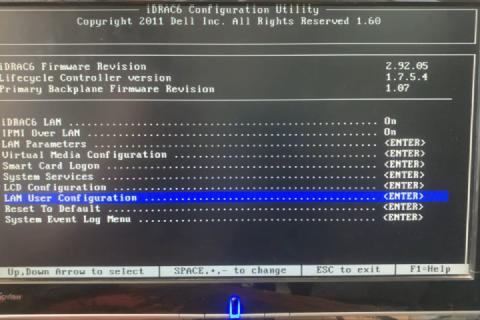 iDRAC6 Configuration Utility
Copyright 2011 Dell Inc. All Rights Reserved 1.60
iDRAC6 Firmware Revision 2.92.05
Lifecycle Controller version 1.7.5.4
Primary Backplane Firmware Revision 1.07
iDRAC6 LAN ................................................ On
IPMI Over LAN ............................................. On
LAN Parameters ............................................ <ENTER>
Virtual Media Configuration ............................... <ENTER>
Smart Card Logon .......................................... <ENTER>
System Services ........................................... <ENTER>
LCD Configuration ......................................... <ENTER>
LAN User Configuration .................................... <ENTER>
Reset To Default .......................................... <ENTER>
System Event Log Menu ..................................... <ENTER>
Up,Down Arrow to select SPACE,+,- to change ESC to exit F1=Help